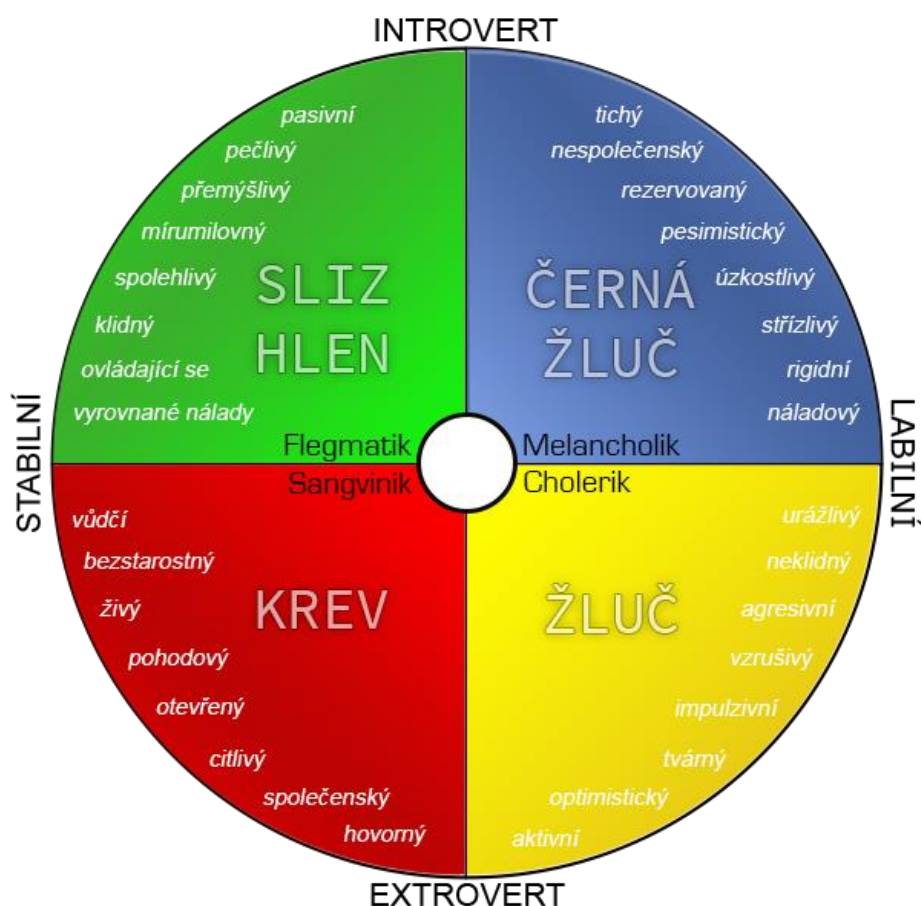 INTROVERT
pasivní
pečlivý
přemýšlivý
mírumilovný
spolehlivý
klidný
ovládající se
vyrovnané nálady
SLIZ
HLEN
Flegmatik
tichý
nespolečenský
rezervovaný
pesimistický
úzkostlivý
střízlivý
rigidní
náladový
ČERNÁ
ŽLUČ
Melancholik
STABILNÍ
LABILNÍ
Sangvinik
vůdčí
bezstarostný
živý
pohodový
otevřený
citlivý
společenský
hovorný
KREV
Cholerik
urážlivý
neklidný
agresivní
vzrušivý
impulzivní
tvárný
optimistický
aktivní
ŽLUČ
EXTROVERT